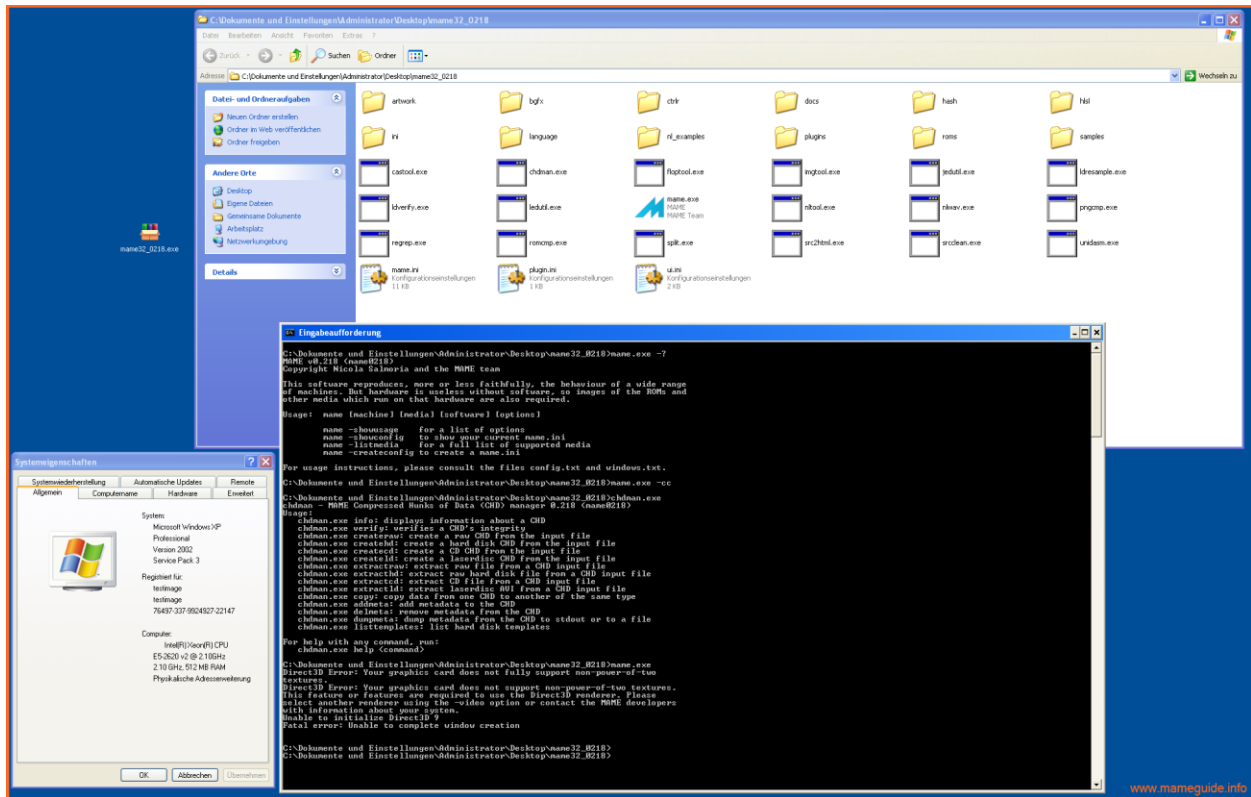 C:\Dokumente und Einstellungen\Administrator\Desktop\mame32_0218
Datei Bearbeiten Ansicht Favoriten Extras ?
Zurück Suchen Ordner
Adresse C:\Dokumente und Einstellungen\Administrator\Desktop\mame32_0218 Wechseln zu
Datei- und Ordneraufgaben
Neuen Ordner erstellen
Ordner im Web veröffentlichen
Ordner freigeben
Andere Orte
Desktop
Eigene Dateien
Gemeinsame Dokumente
Arbeitsplatz
Netzwerkumgebung
Details
artwork bgfx ctrlr docs hash hlsl
ini language nl_examples plugins roms samples
castool.exe chdman.exe floptool.exe imgtool.exe jedutil.exe ldresample.exe
ldverify.exe ledutil.exe mame.exe nltool.exe nlwav.exe pngcmp.exe
MAME
MAME Team
regrep.exe romcmp.exe split.exe src2html.exe srcclean.exe unidasm.exe
mame.ini plugin.ini ui.ini
Konfigurationseinstellungen Konfigurationseinstellungen Konfigurationseinstellungen
11 KB 1 KB 2 KB
mame32_0218.exe
Eingabeaufforderung
C:\Dokumente und Einstellungen\Administrator\Desktop\mame32_0218>mame.exe -?
MAME v0.218 (mame0218)
Copyright Nicola Salmoria and the MAME team
This software reproduces, more or less faithfully, the behaviour of a wide range
of machines. But hardware is useless without software, so images of the ROMs and
other media which run on that hardware are also required.
Usage: mame [machine] [media] [software] [options]
mame -showusage for a list of options
mame -showconfig to show your current mame.ini
mame -listmedia for a full list of supported media
mame -createconfig to create a mame.ini
For usage instructions, please consult the files config.txt and windows.txt.
C:\Dokumente und Einstellungen\Administrator\Desktop\mame32_0218>mame.exe -cc
C:\Dokumente und Einstellungen\Administrator\Desktop\mame32_0218>chdman.exe
chdman - MAME Compressed Hunks of Data (CHD) manager 0.218 (mame0218)
Usage:
chdman.exe info: displays information about a CHD
chdman.exe verify: verifies a CHD's integrity
chdman.exe createraw: create a raw CHD from the input file
chdman.exe createhd: create a hard disk CHD from the input file
chdman.exe createcd: create a CD CHD from the input file
chdman.exe createld: create a laserdisc CHD from the input file
chdman.exe extractraw: extract raw file from a CHD input file
chdman.exe extracthd: extract raw hard disk file from a CHD input file
chdman.exe extractcd: extract CD file from a CHD input file
chdman.exe extractld: extract laserdisc AVI from a CHD input file
chdman.exe copy: copy data from one CHD to another of the same type
chdman.exe addmeta: add metadata to the CHD
chdman.exe delmeta: remove metadata from the CHD
chdman.exe dumpmeta: dump metadata from the CHD to stdout or to a file
chdman.exe listtemplates: list hard disk templates
For help with any command, run:
chdman.exe help <command>
C:\Dokumente und Einstellungen\Administrator\Desktop\mame32_0218>mame.exe
Direct3D Error: Your graphics card does not fully support non-power-of-two
textures.
Direct3D Error: Your graphics card does not support non-power-of-two textures.
This feature or features are required to use the Direct3D renderer. Please
select another renderer using the -video option or contact the MAME developers
with information about your system.
Unable to initialize Direct3D 9
Fatal error: Unable to complete window creation
C:\Dokumente und Einstellungen\Administrator\Desktop\mame32_0218>
C:\Dokumente und Einstellungen\Administrator\Desktop\mame32_0218>
Systemeigenschaften
Systemwiederherstellung Automatische Updates Remote
Allgemein Computername Hardware Erweitert
System:
Microsoft Windows XP
Professional
Version 2002
Service Pack 3
Registriert für:
testimage
testimage
76497-337-9924927-22147
Computer:
Intel(R) Xeon(R) CPU
E5-2620 v2 @ 2.10GHz
2.10 GHz, 512 MB RAM
Physikalische Adresserweiterung
OK Abbrechen Übernehmen
www.mameguide.info